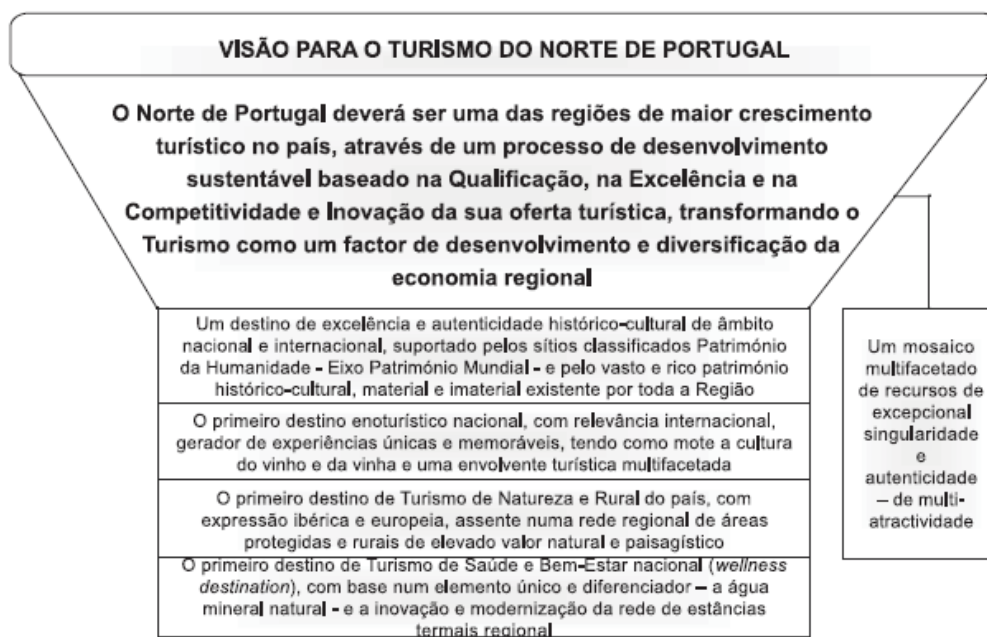 VISÃO PARA O TURISMO DO NORTE DE PORTUGAL
O Norte de Portugal deverá ser uma das regiões de maior crescimento
turístico no país, através de um processo de desenvolvimento
sustentável baseado na Qualificação, na Excelência e na
Competitividade e Inovação da sua oferta turística, transformando o
Turismo como um factor de desenvolvimento e diversificação da
economia regional
Um destino de excelência e autenticidade histórico-cultural de âmbito
nacional e internacional, suportado pelos sítios classificados Património
da Humanidade - Eixo Património Mundial - e pelo vasto e rico património
histórico-cultural, material e imaterial existente por toda a Região
O primeiro destino enoturístico nacional, com relevância internacional,
gerador de experiências únicas e memoráveis, tendo como mote a cultura
do vinho e da vinha e uma envolvente turística multifacetada
O primeiro destino de Turismo de Natureza e Rural do país, com
expressão ibérica e europeia, assente numa rede regional de áreas
protegidas e rurais de elevado valor natural e paisagístico
O primeiro destino de Turismo de Saúde e Bem-Estar nacional (wellness
destination), com base num elemento único e diferenciador – a água
mineral natural - e a inovação e modernização da rede de estâncias
termais regional
Um mosaico
multifacetado
de recursos de
excepcional
singularidade
e
autenticidade
– de multi-
atractividade